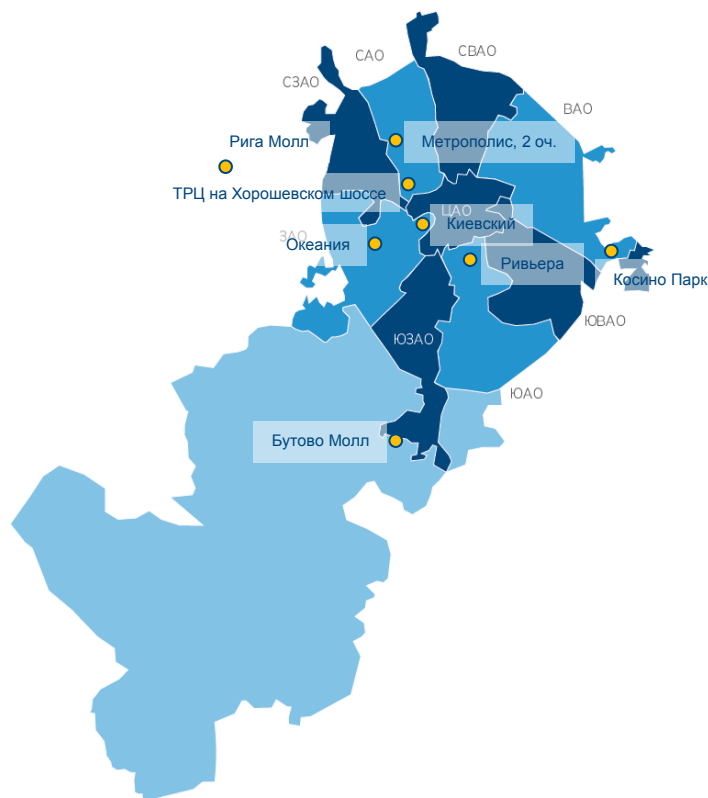 СВАО
САО
СЗАО
ВАО
Рига Молл
Метрополис, 2 оч.
ТРЦ на Хорошевском шоссе
ЦАО
Киевский
ЗАО
Океания
Ривьера
Косино Парк
ЮВАО
ЮЗАО
ЮАО
Бутово Молл